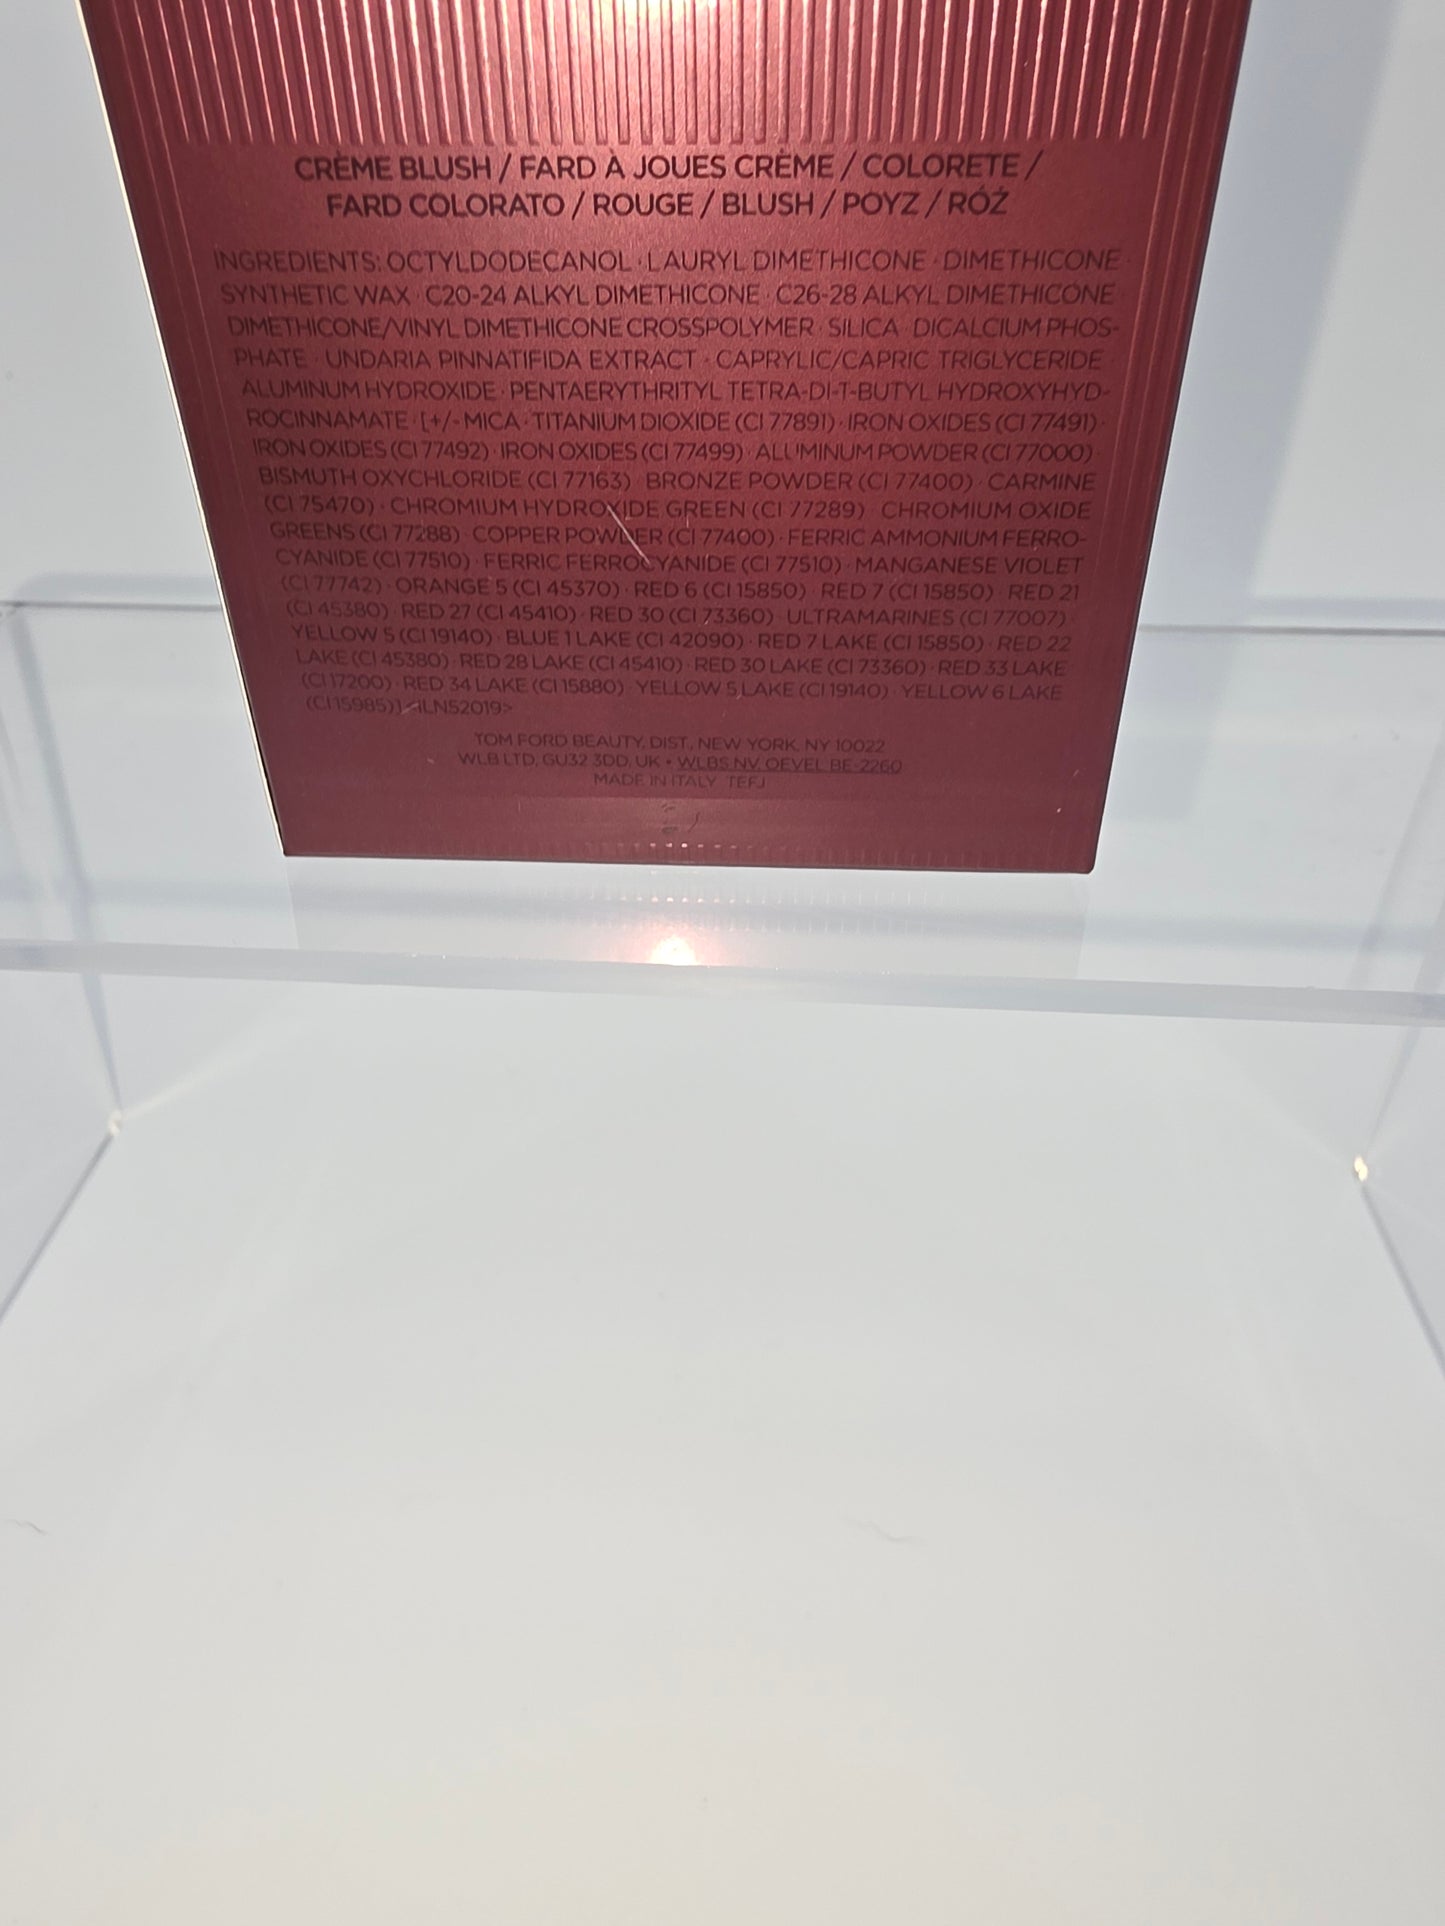 CRÈME BLUSH / FARD À JOUES CRÈME / COLORETE /
FARD COLORATO / ROUGE / BLUSH / POYZ / RÓŻ
INGREDIENTS: OCTYLDODECANOL · LAURYL DIMETHICONE · DIMETHICONE ·
SYNTHETIC WAX · C20-24 ALKYL DIMETHICONE · C26-28 ALKYL DIMETHICONE ·
DIMETHICONE/VINYL DIMETHICONE CROSSPOLYMER · SILICA · DICALCIUM PHOS-
PHATE · UNDARIA PINNATIFIDA EXTRACT · CAPRYLIC/CAPRIC TRIGLYCERIDE ·
ALUMINUM HYDROXIDE · PENTAERYTHRITYL TETRA-DI-T-BUTYL HYDROXYHYD-
ROCINNAMATE · [+/- MICA · TITANIUM DIOXIDE (CI 77891) · IRON OXIDES (CI 77491) ·
IRON OXIDES (CI 77492) · IRON OXIDES (CI 77499) · ALUMINUM POWDER (CI 77000) ·
BISMUTH OXYCHLORIDE (CI 77163) · BRONZE POWDER (CI 77400) · CARMINE
(CI 75470) · CHROMIUM HYDROXIDE GREEN (CI 77289) · CHROMIUM OXIDE
GREENS (CI 77288) · COPPER POWDER (CI 77400) · FERRIC AMMONIUM FERRO-
CYANIDE (CI 77510) · FERRIC FERROCYANIDE (CI 77510) · MANGANESE VIOLET
(CI 77742) · ORANGE 5 (CI 45370) · RED 6 (CI 15850) · RED 7 (CI 15850) · RED 21
(CI 45380) · RED 27 (CI 45410) · RED 30 (CI 73360) · ULTRAMARINES (CI 77007) ·
YELLOW 5 (CI 19140) · BLUE 1 LAKE (CI 42090) · RED 7 LAKE (CI 15850) · RED 22
LAKE (CI 45380) · RED 28 LAKE (CI 45410) · RED 30 LAKE (CI 73360) · RED 33 LAKE
(CI 17200) · RED 34 LAKE (CI 15880) · YELLOW 5 LAKE (CI 19140) · YELLOW 6 LAKE
(CI 15985)] <ILN52019>
TOM FORD BEAUTY, DIST., NEW YORK, NY 10022
WLB LTD, GU32 3DD, UK • WLBS NV, OEVEL BE-2260
MADE IN ITALY TEFJ